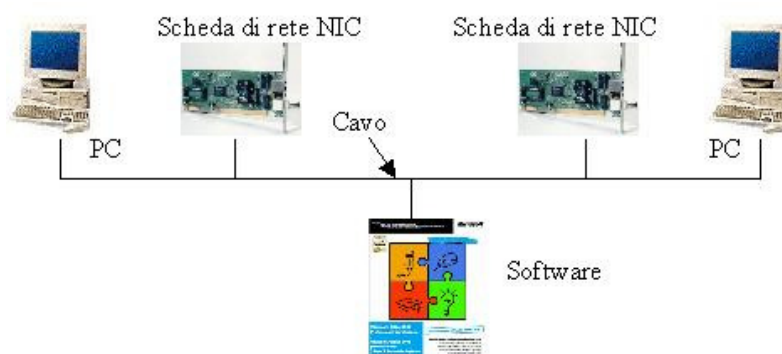 Scheda di rete NIC
Scheda di rete NIC
Cavo
PC
PC
Software